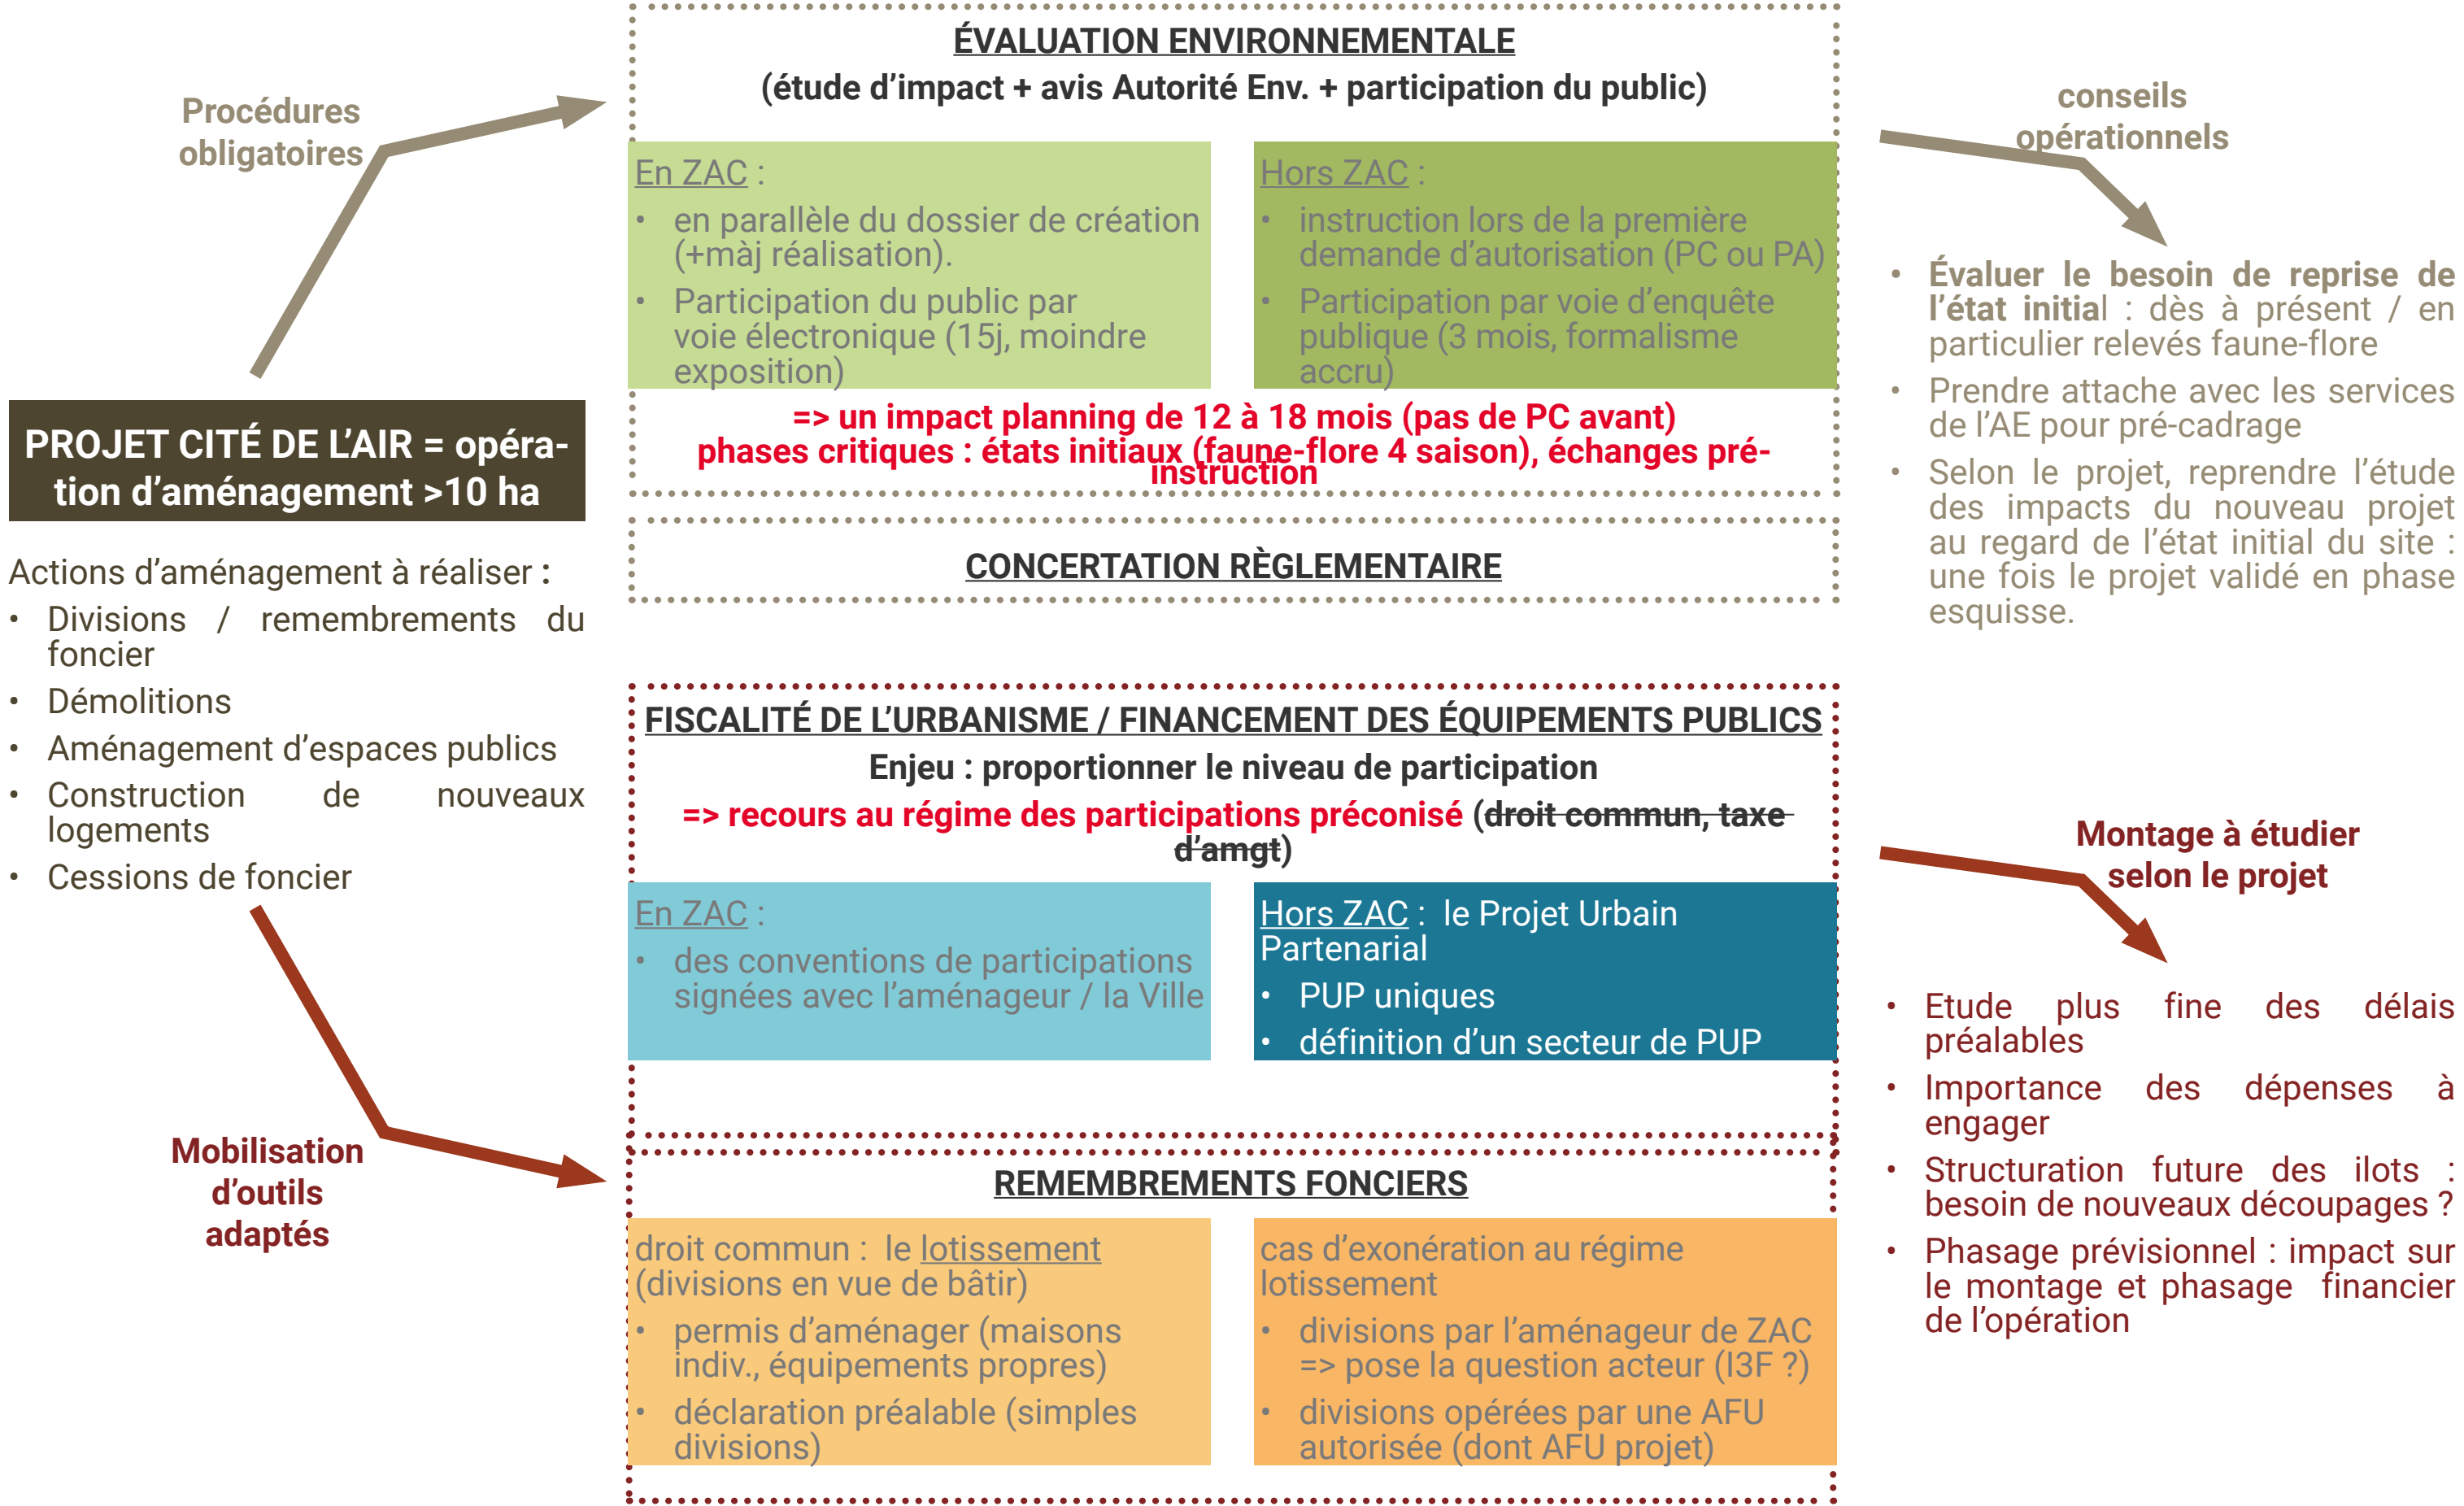 Procédures
obligatoires
PROJET CITÉ DE L’AIR = opéra-
tion d’aménagement >10 ha
Actions d’aménagement à réaliser :
• Divisions / remembrements du
foncier
• Démolitions
• Aménagement d’espaces publics
• Construction de nouveaux
logements
• Cessions de foncier
Mobilisation
d’outils
adaptés
ÉVALUATION ENVIRONNEMENTALE
(étude d’impact + avis Autorité Env. + participation du public)
En ZAC :
• en parallèle du dossier de création
(+màj réalisation).
• Participation du public par
voie électronique (15j, moindre
exposition)
Hors ZAC :
• instruction lors de la première
demande d’autorisation (PC ou PA)
• Participation par voie d’enquête
publique (3 mois, formalisme
accru)
=> un impact planning de 12 à 18 mois (pas de PC avant)
phases critiques : états initiaux (faune-flore 4 saison), échanges pré-
instruction
CONCERTATION RÈGLEMENTAIRE
FISCALITÉ DE L’URBANISME / FINANCEMENT DES ÉQUIPEMENTS PUBLICS
Enjeu : proportionner le niveau de participation
=> recours au régime des participations préconisé (droit commun, taxe
d’amgt)
En ZAC :
• des conventions de participations
signées avec l’aménageur / la Ville
Hors ZAC : le Projet Urbain
Partenarial
• PUP uniques
• définition d’un secteur de PUP
REMEMBREMENTS FONCIERS
droit commun : le lotissement
(divisions en vue de bâtir)
• permis d’aménager (maisons
indiv., équipements propres)
• déclaration préalable (simples
divisions)
cas d’exonération au régime
lotissement
• divisions par l’aménageur de ZAC
=> pose la question acteur (I3F ?)
• divisions opérées par une AFU
autorisée (dont AFU projet)
conseils
opérationnels
• Évaluer le besoin de reprise de
l’état initial : dès à présent / en
particulier relevés faune-flore
• Prendre attache avec les services
de l’AE pour pré-cadrage
• Selon le projet, reprendre l’étude
des impacts du nouveau projet
au regard de l’état initial du site :
une fois le projet validé en phase
esquisse.
Montage à étudier
selon le projet
• Etude plus fine des délais
préalables
• Importance des dépenses à
engager
• Structuration future des ilots :
besoin de nouveaux découpages ?
• Phasage prévisionnel : impact sur
le montage et phasage financier
de l’opération